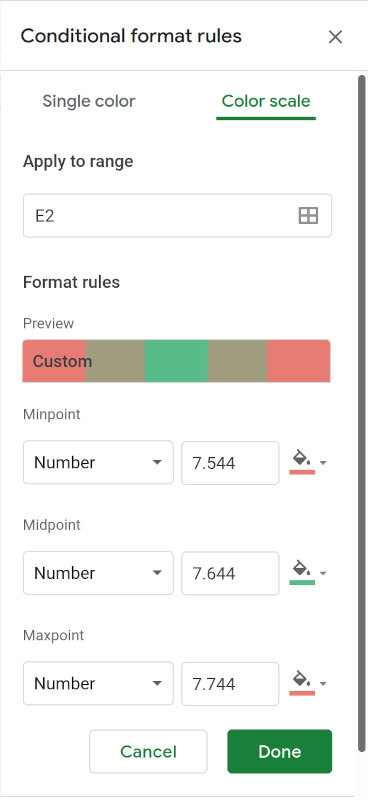 Conditional format rules
Single color
Color scale
Apply to range
E2
Format rules
Preview
Custom
Minpoint
Number
7.544
Midpoint
Number
7.644
Maxpoint
Number
7.744
Cancel
Done